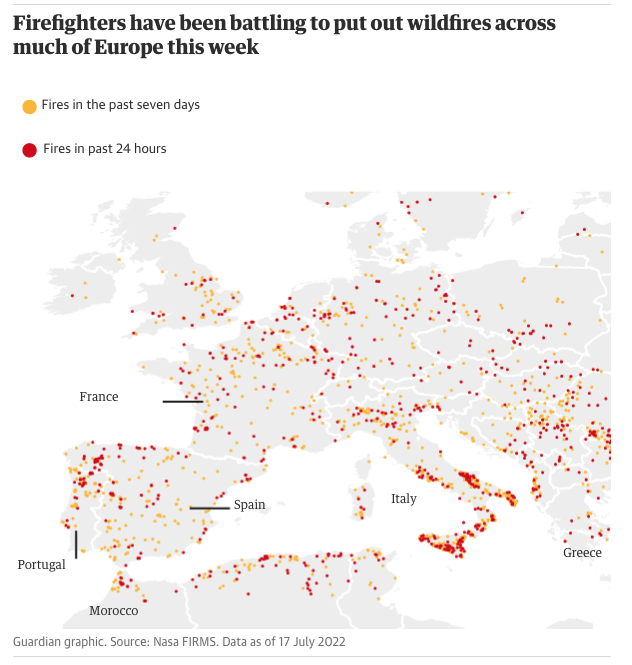 Firefighters have been battling to put out wildfires across
much of Europe this week
Fires in the past seven days
Fires in past 24 hours
France
Spain
Italy
Portugal
Greece
Morocco
Guardian graphic. Source: Nasa FIRMS. Data as of 17 July 2022